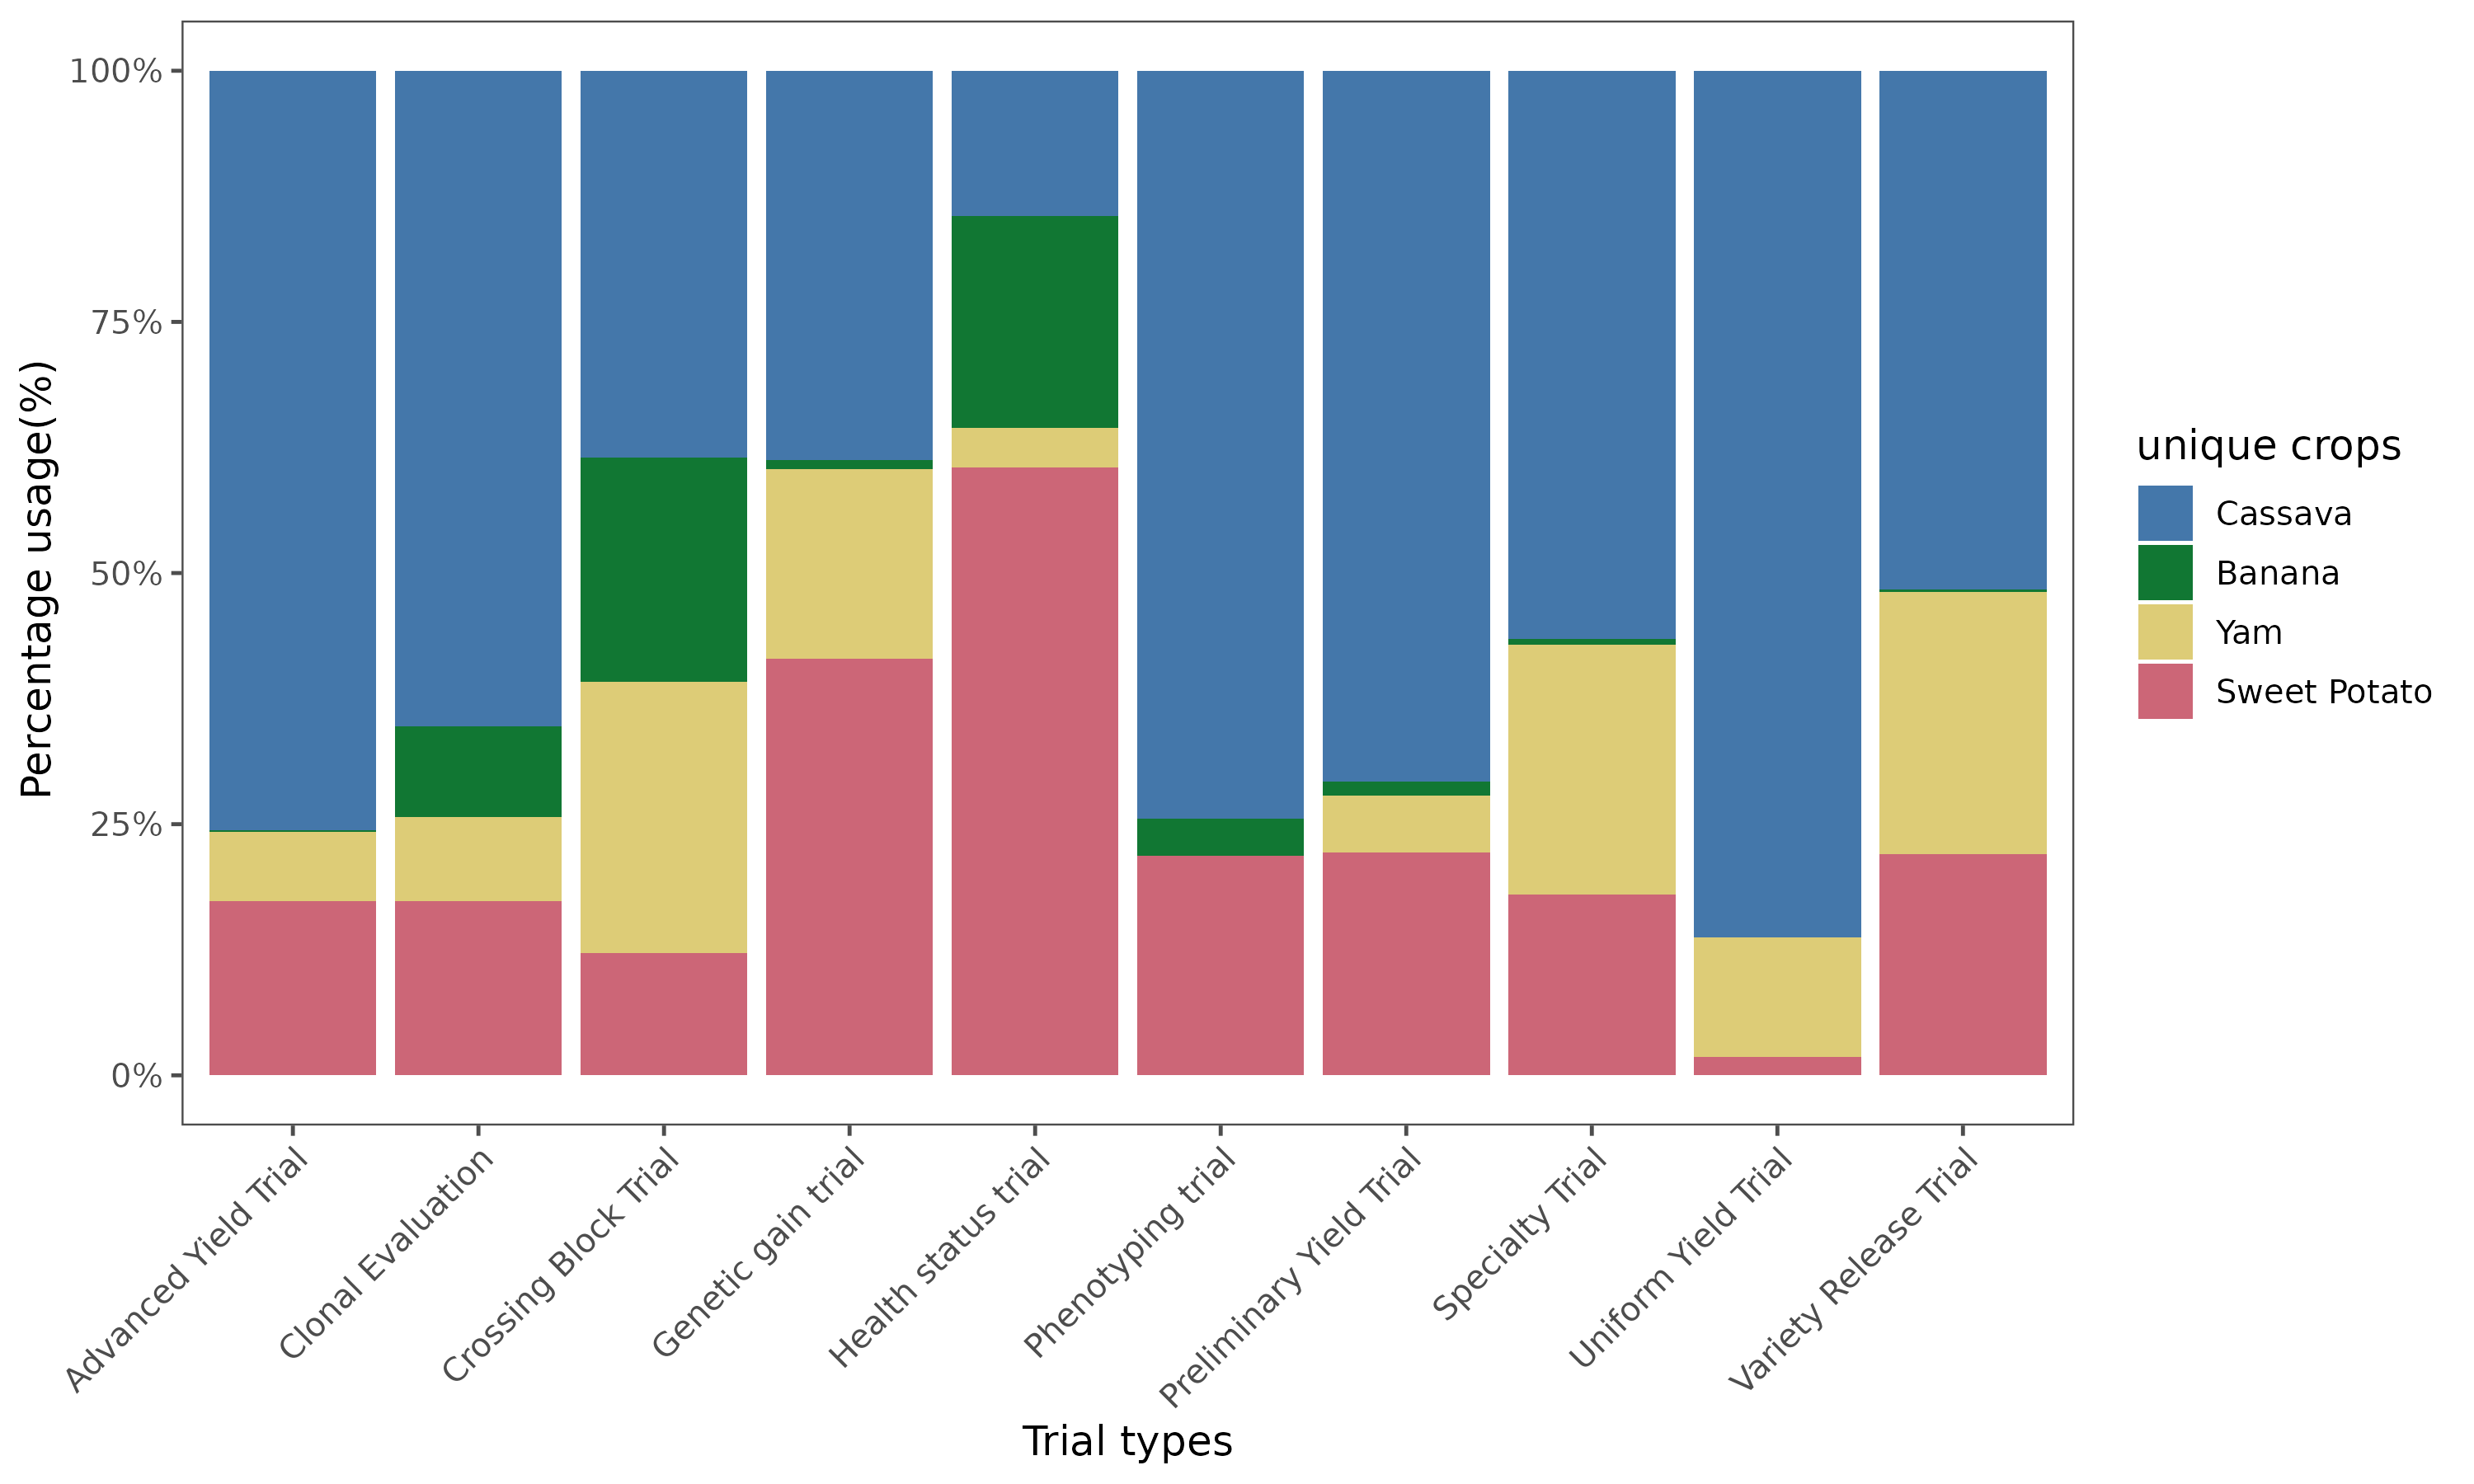 Percentage usage(%)
100%
75%
50%
25%
0%
Advanced Yield Trial
Clonal Evaluation
Crossing Block Trial
Genetic gain trial
Health status trial
Phenotyping trial
Preliminary Yield Trial
Specialty Trial
Uniform Yield Trial
Variety Release Trial
Trial types
unique crops
Cassava
Banana
Yam
Sweet Potato